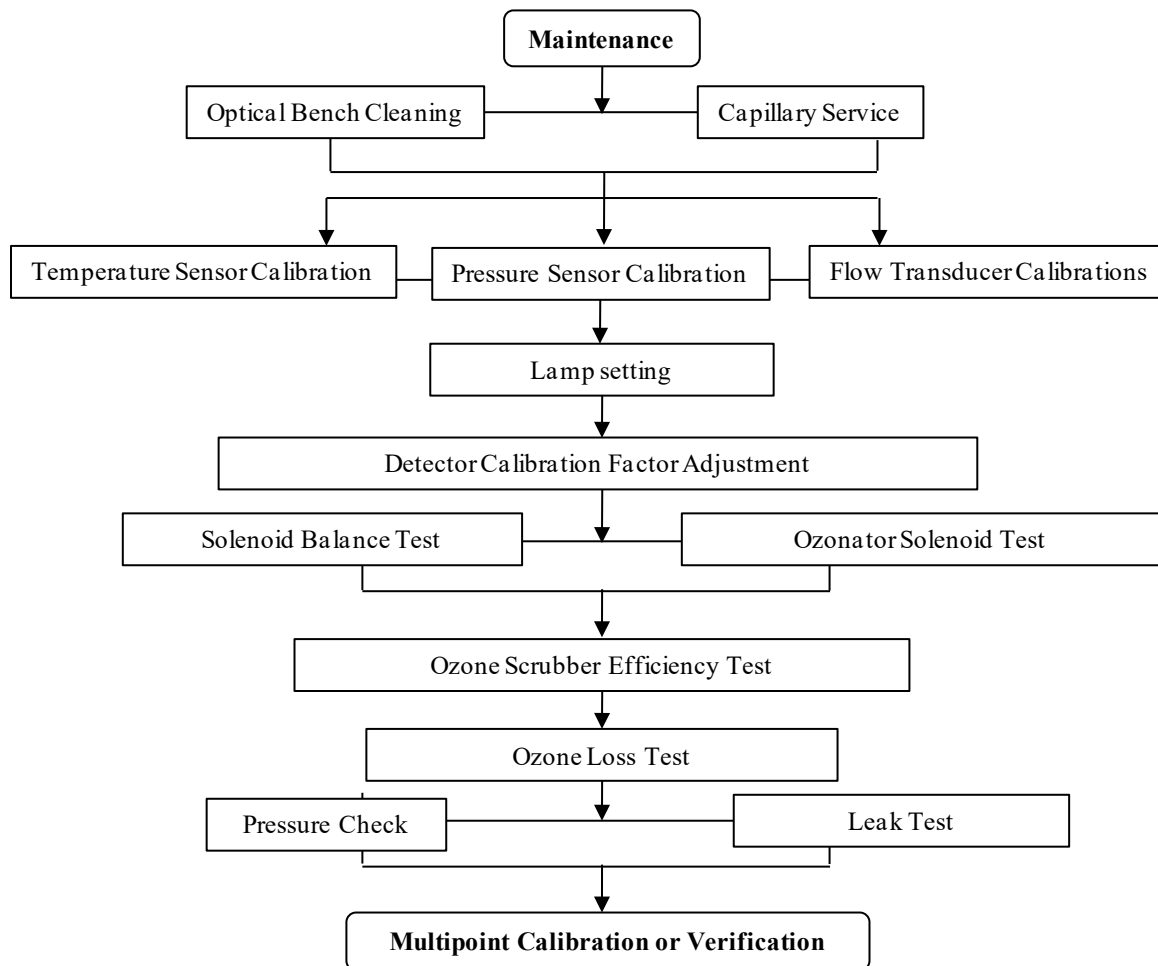 Maintenance
Optical Bench Cleaning
Capillary Service
Temperature Sensor Calibration
Pressure Sensor Calibration
Flow Transducer Calibrations
Lamp setting
Detector Calibration Factor Adjustment
Solenoid Balance Test
Ozonator Solenoid Test
Ozone Scrubber Efficiency Test
Ozone Loss Test
Pressure Check
Leak Test
Multipoint Calibration or Verification